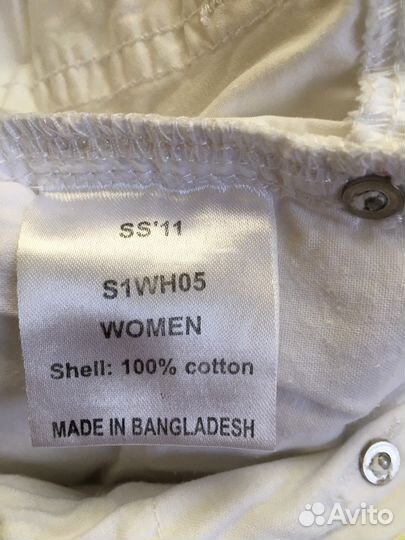 SS'11
S1WH05
WOMEN
Shell: 100% cotton
MADE IN BANGLADESH
Avito